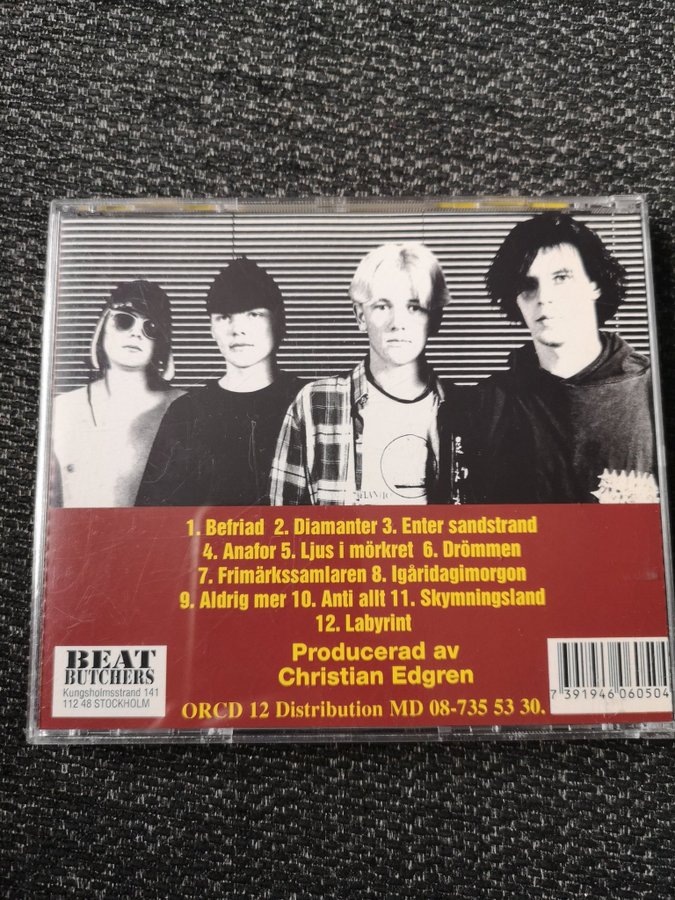 1. Befriad 2. Diamanter 3. Enter sandstrand
4. Anafor 5. Ljus i mörkret 6. Drömmen
7. Frimärkssamlaren 8. Igåridagimorgon
9. Aldrig mer 10. Anti allt 11. Skymningsland
12. Labyrint
Producerad av
Christian Edgren
BEAT
BUTCHERS
Kungsholmsstrand 141
112 48 STOCKHOLM
7 391946 060504
ORCD 12 Distribution MD 08-735 53 30.